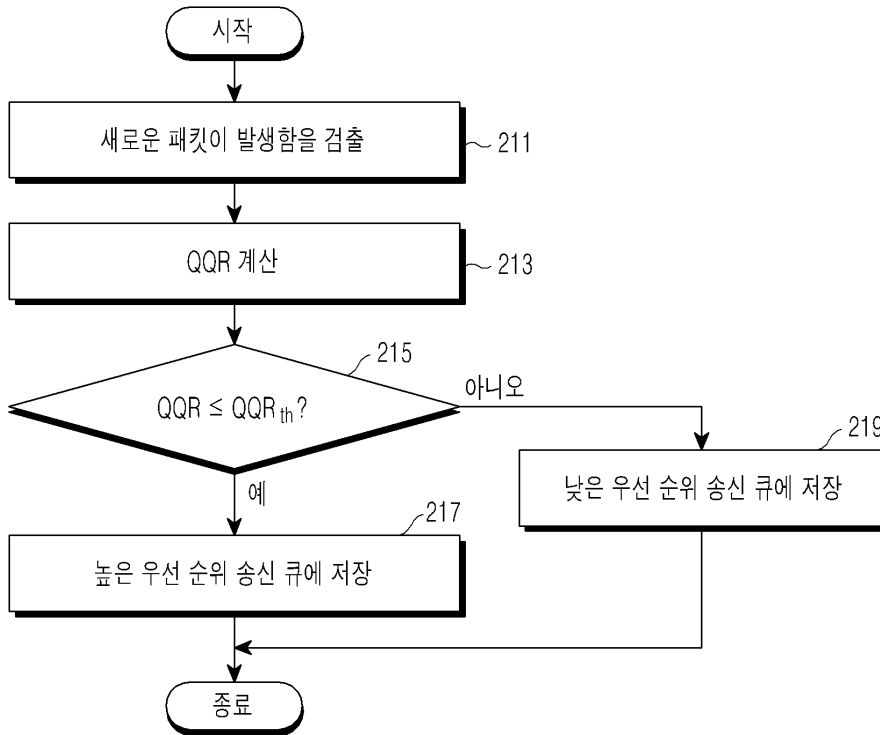 시작
새로운 패킷이 발생함을 검출
211
QQR 계산
213
215
QQR ≤ QQRth?
아니오
예
219
낮은 우선 순위 송신 큐에 저장
217
높은 우선 순위 송신 큐에 저장
종료